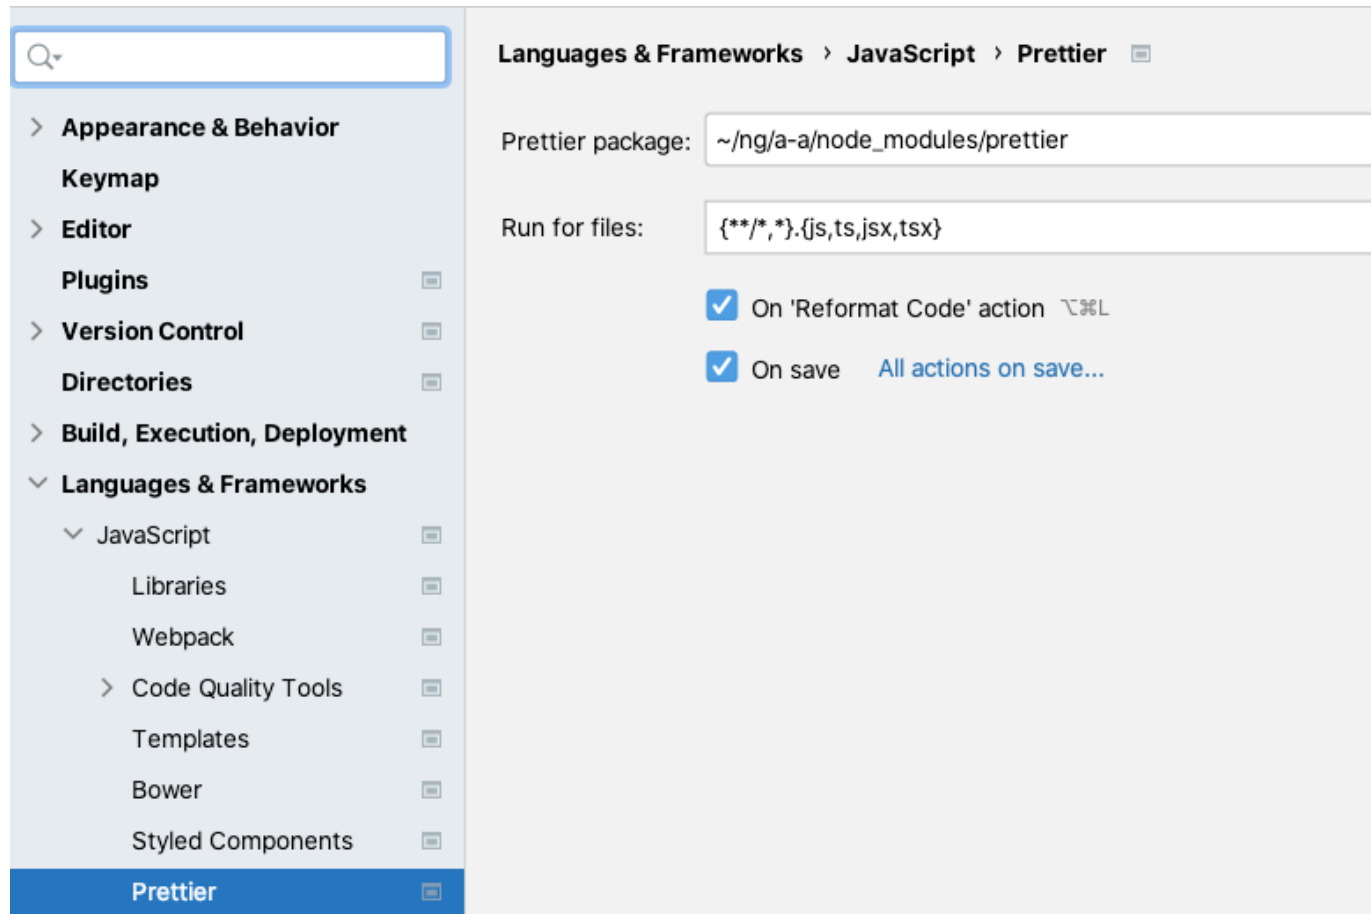 Languages & Frameworks › JavaScript › Prettier
Appearance & Behavior
Keymap
Editor
Plugins
Version Control
Directories
Build, Execution, Deployment
Languages & Frameworks
JavaScript
Libraries
Webpack
Code Quality Tools
Templates
Bower
Styled Components
Prettier
Prettier package: ~/ng/a-a/node_modules/prettier
Run for files: {**/*,*}.{js,ts,jsx,tsx}
On 'Reformat Code' action ⌥⌘L
On save All actions on save...